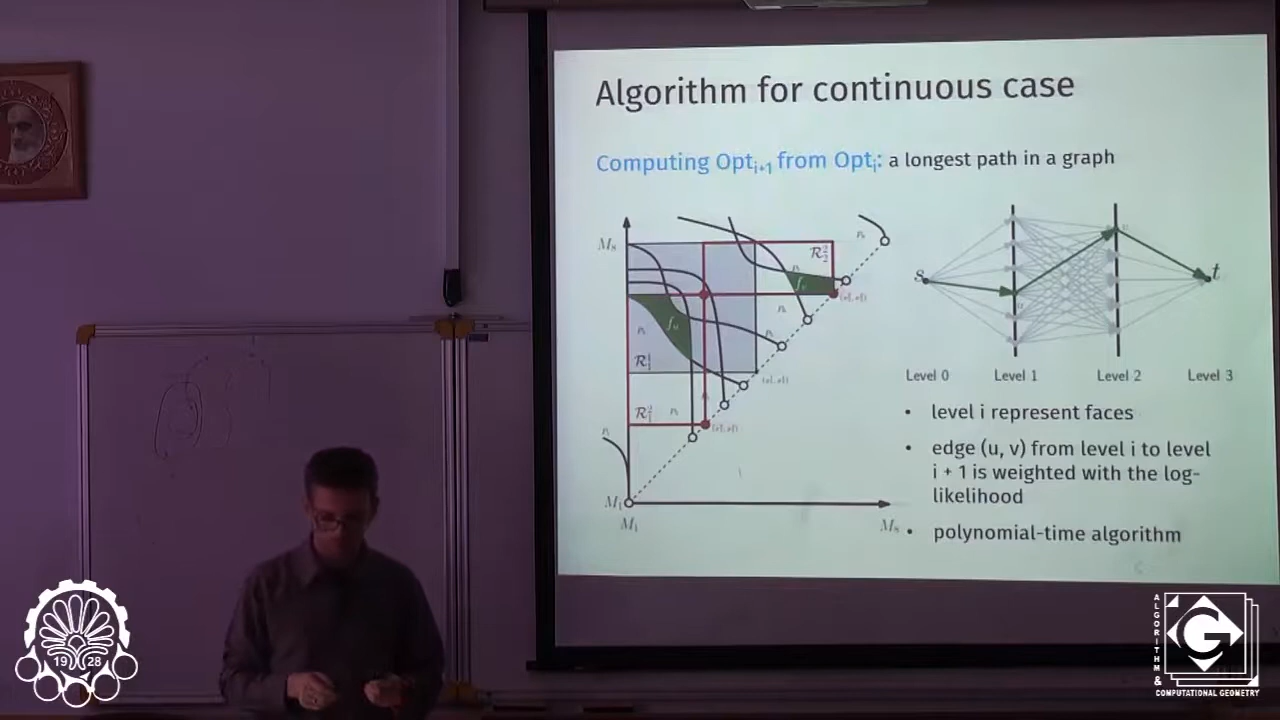 Algorithm for continuous case
Computing Opt_{i+1} from Opt_i: a longest path in a graph
M_8
R_2^2
f_v
f_u
R_1^1
R_1^2
M_1
M_1
M_8
s
t
Level 0 Level 1 Level 2 Level 3
• level i represent faces
• edge (u, v) from level i to level
i + 1 is weighted with the log-
likelihood
• polynomial-time algorithm
19 28
G
ALGORITHM &
COMPUTATIONAL GEOMETRY